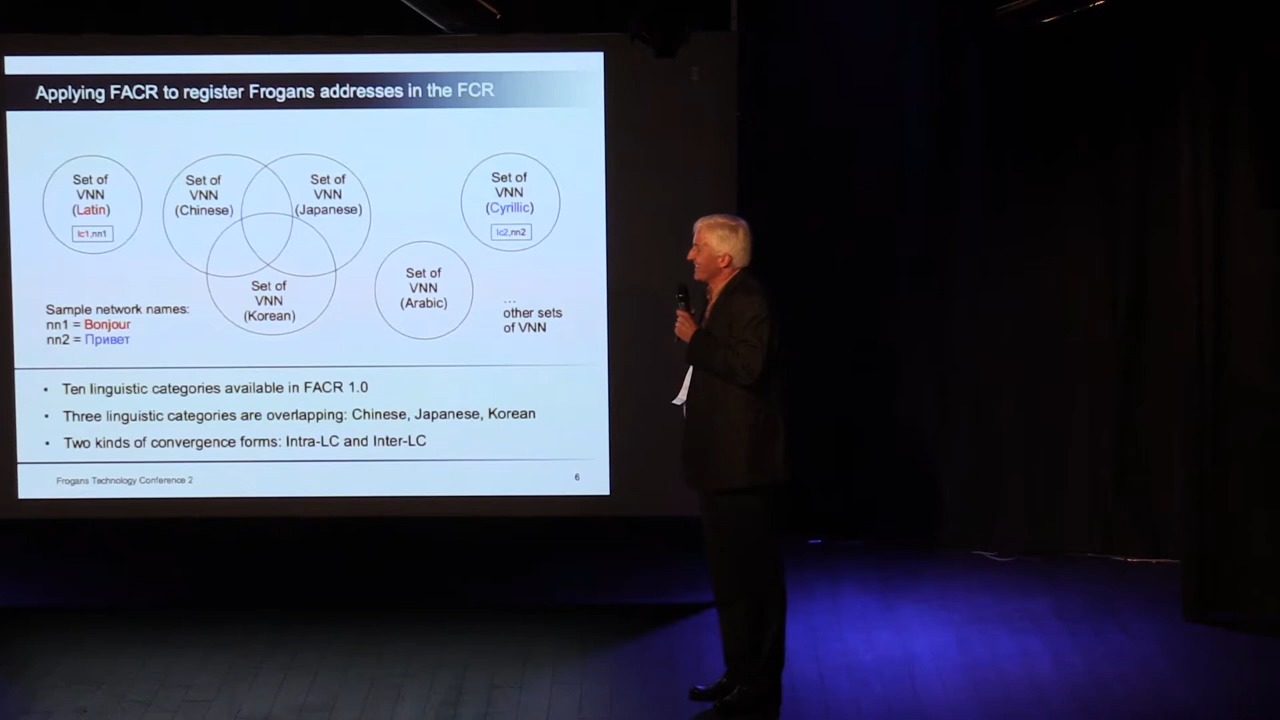 Applying FACR to register Frogans addresses in the FCR
Set of
VNN
(Latin)
lc1,nn1
Set of
VNN
(Chinese)
Set of
VNN
(Japanese)
Set of
VNN
(Korean)
Set of
VNN
(Arabic)
Set of
VNN
(Cyrillic)
lc2,nn2
...
other sets
of VNN
Sample network names:
nn1 = Bonjour
nn2 = Привет
• Ten linguistic categories available in FACR 1.0
• Three linguistic categories are overlapping: Chinese, Japanese, Korean
• Two kinds of convergence forms: Intra-LC and Inter-LC
Frogans Technology Conference 2
6